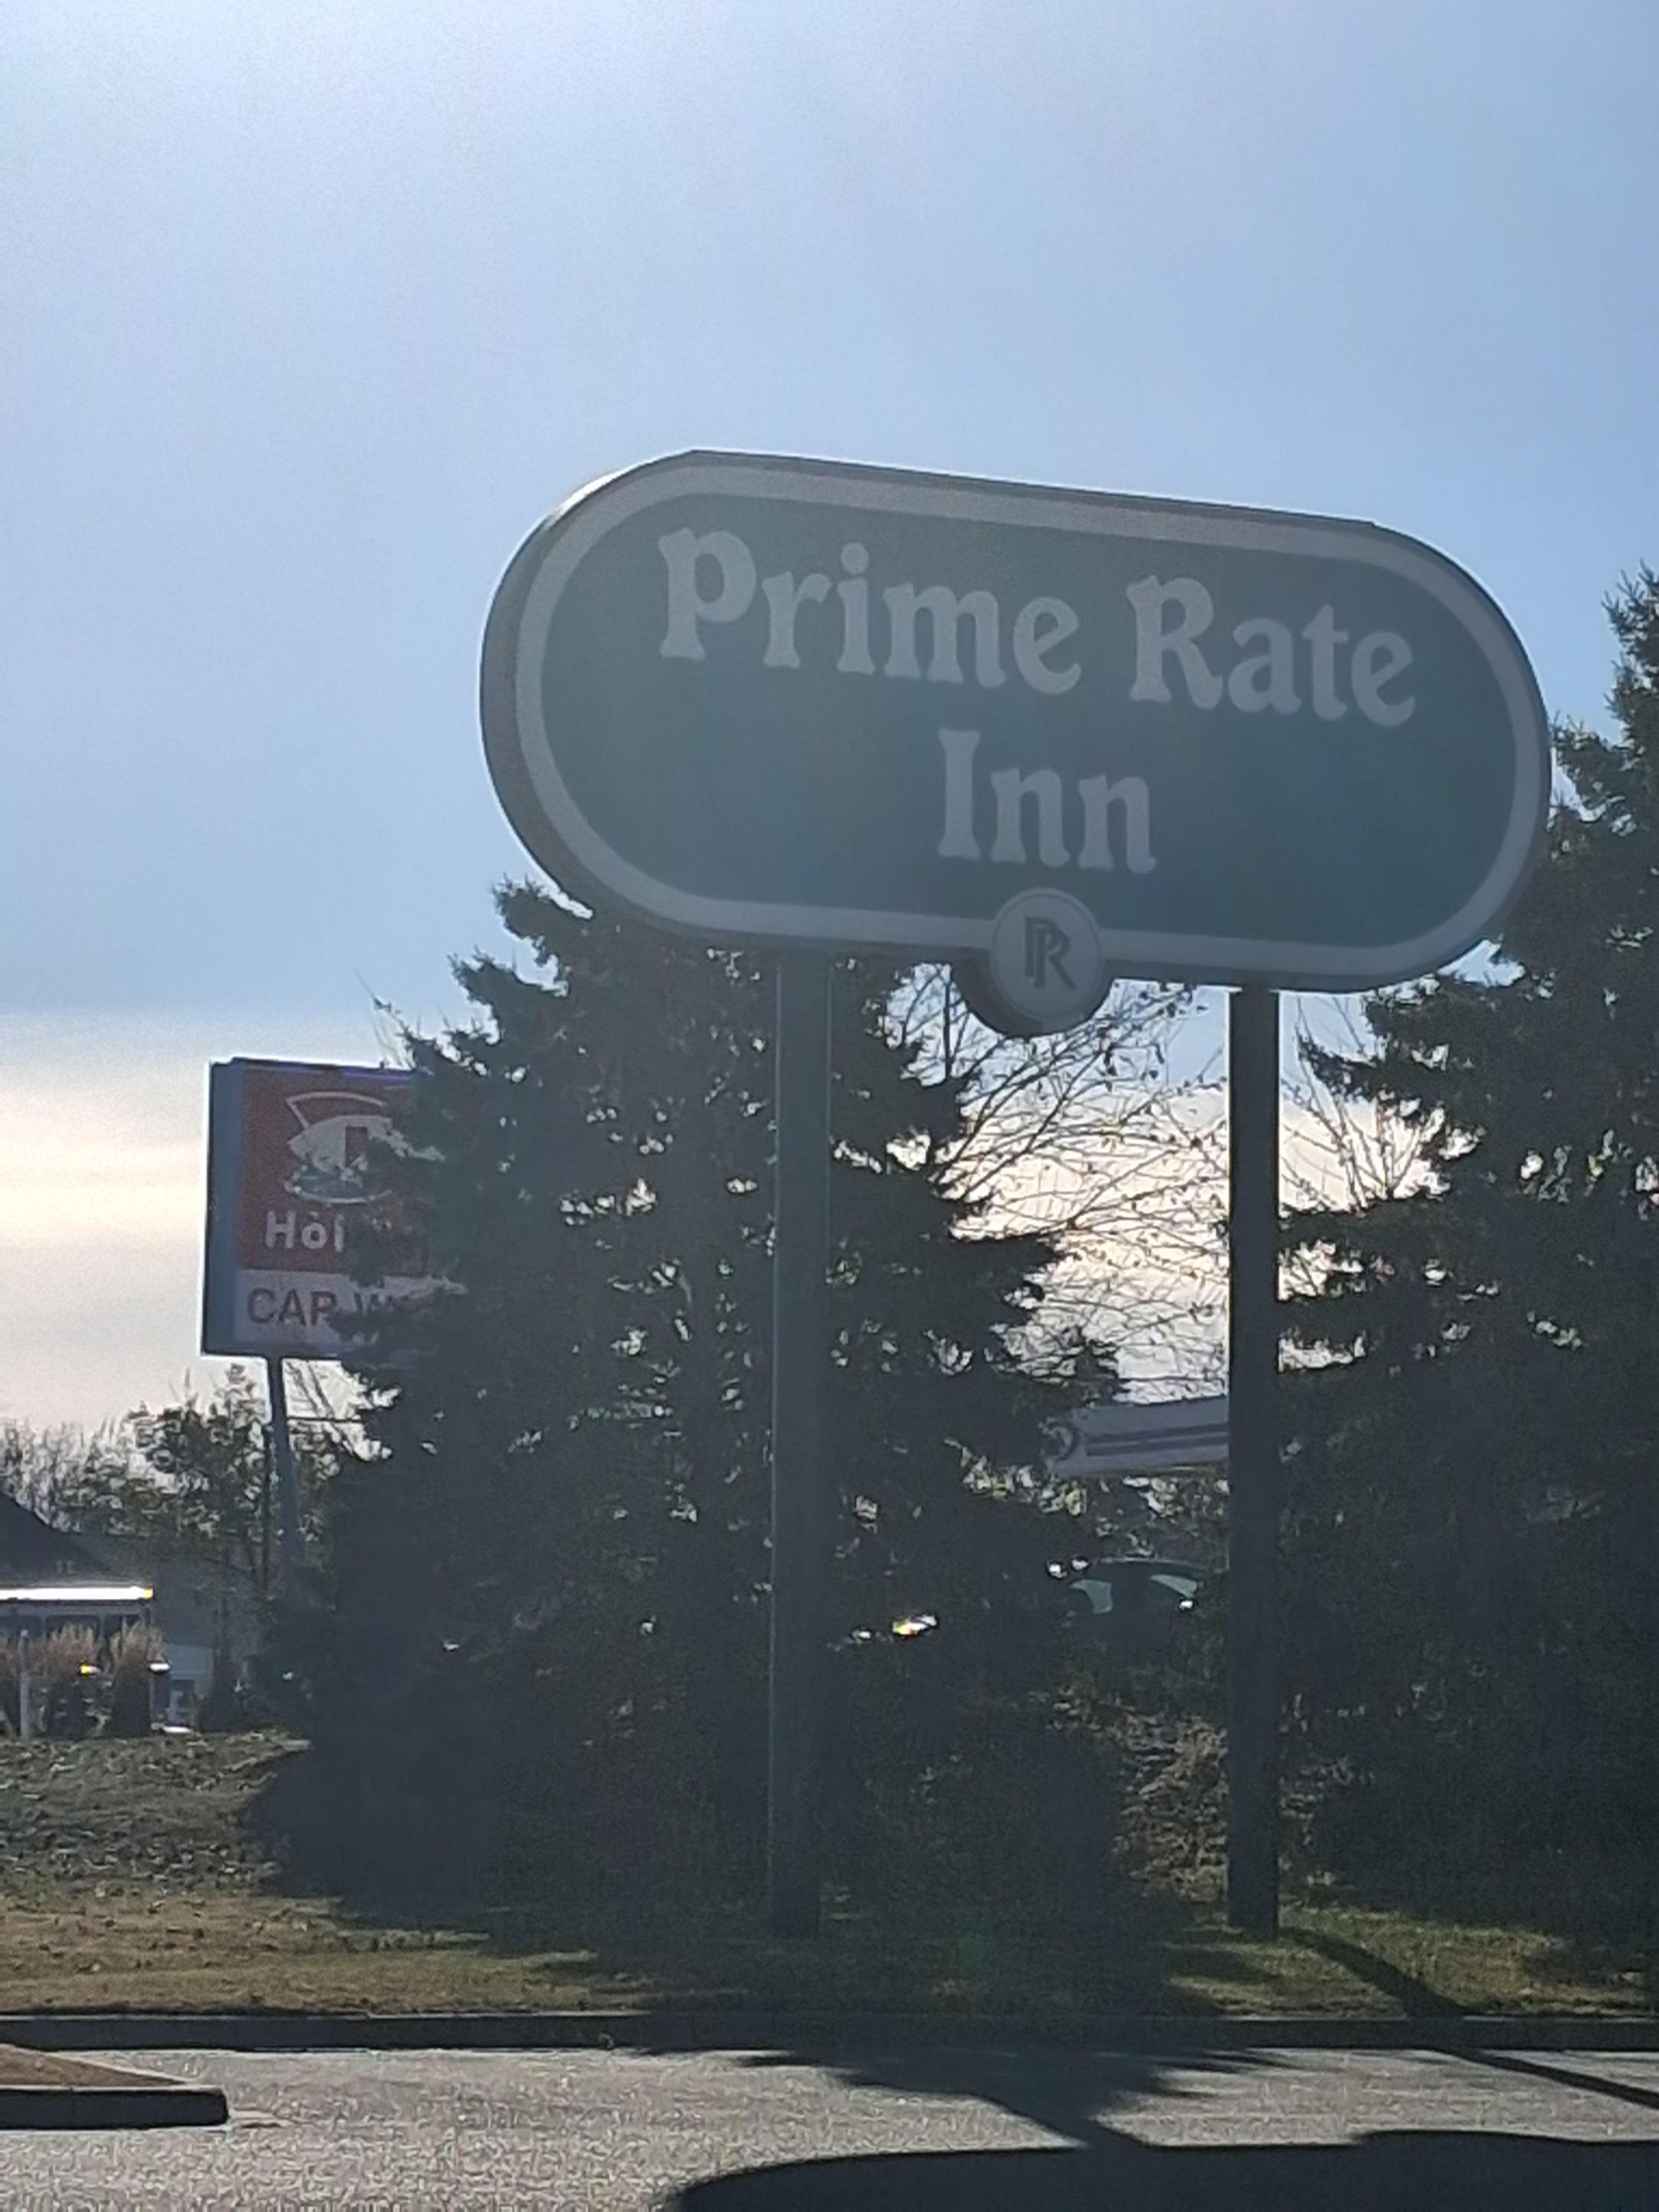 Prime Rate
Inn
PR
Hol
CAR W